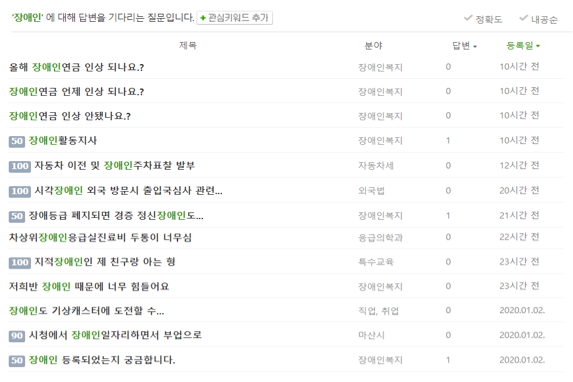 '장애인' 에 대해 답변을 기다리는 질문입니다. + 관심키워드 추가 정확도 내공순
제목 분야 답변 등록일
올해 장애인연금 인상 되나요.? 장애인복지 0 10시간 전
장애인연금 언제 인상 되나요.? 장애인복지 0 10시간 전
장애인연금 인상 안됐나요.? 장애인복지 0 10시간 전
50 장애인활동지사 장애인복지 1 10시간 전
100 자동차 이전 및 장애인주차표찰 발부 자동차세 0 12시간 전
100 시각장애인 외국 방문시 출입국심사 관련... 외국법 0 20시간 전
50 장애등급 폐지되면 경증 정신장애인도... 장애인복지 1 21시간 전
차상위장애인응급실진료비 두통이 너무심 응급의학과 0 22시간 전
100 지적장애인인 제 친구랑 아는 형 특수교육 0 23시간 전
저희반 장애인 때문에 너무 힘들어요 장애인복지 0 23시간 전
장애인도 기상캐스터에 도전할 수... 직업, 취업 0 2020.01.02.
90 시청에서 장애인일자리하면서 부업으로 마산시 0 2020.01.02.
50 장애인 등록되었는지 궁금합니다. 장애인복지 1 2020.01.02.